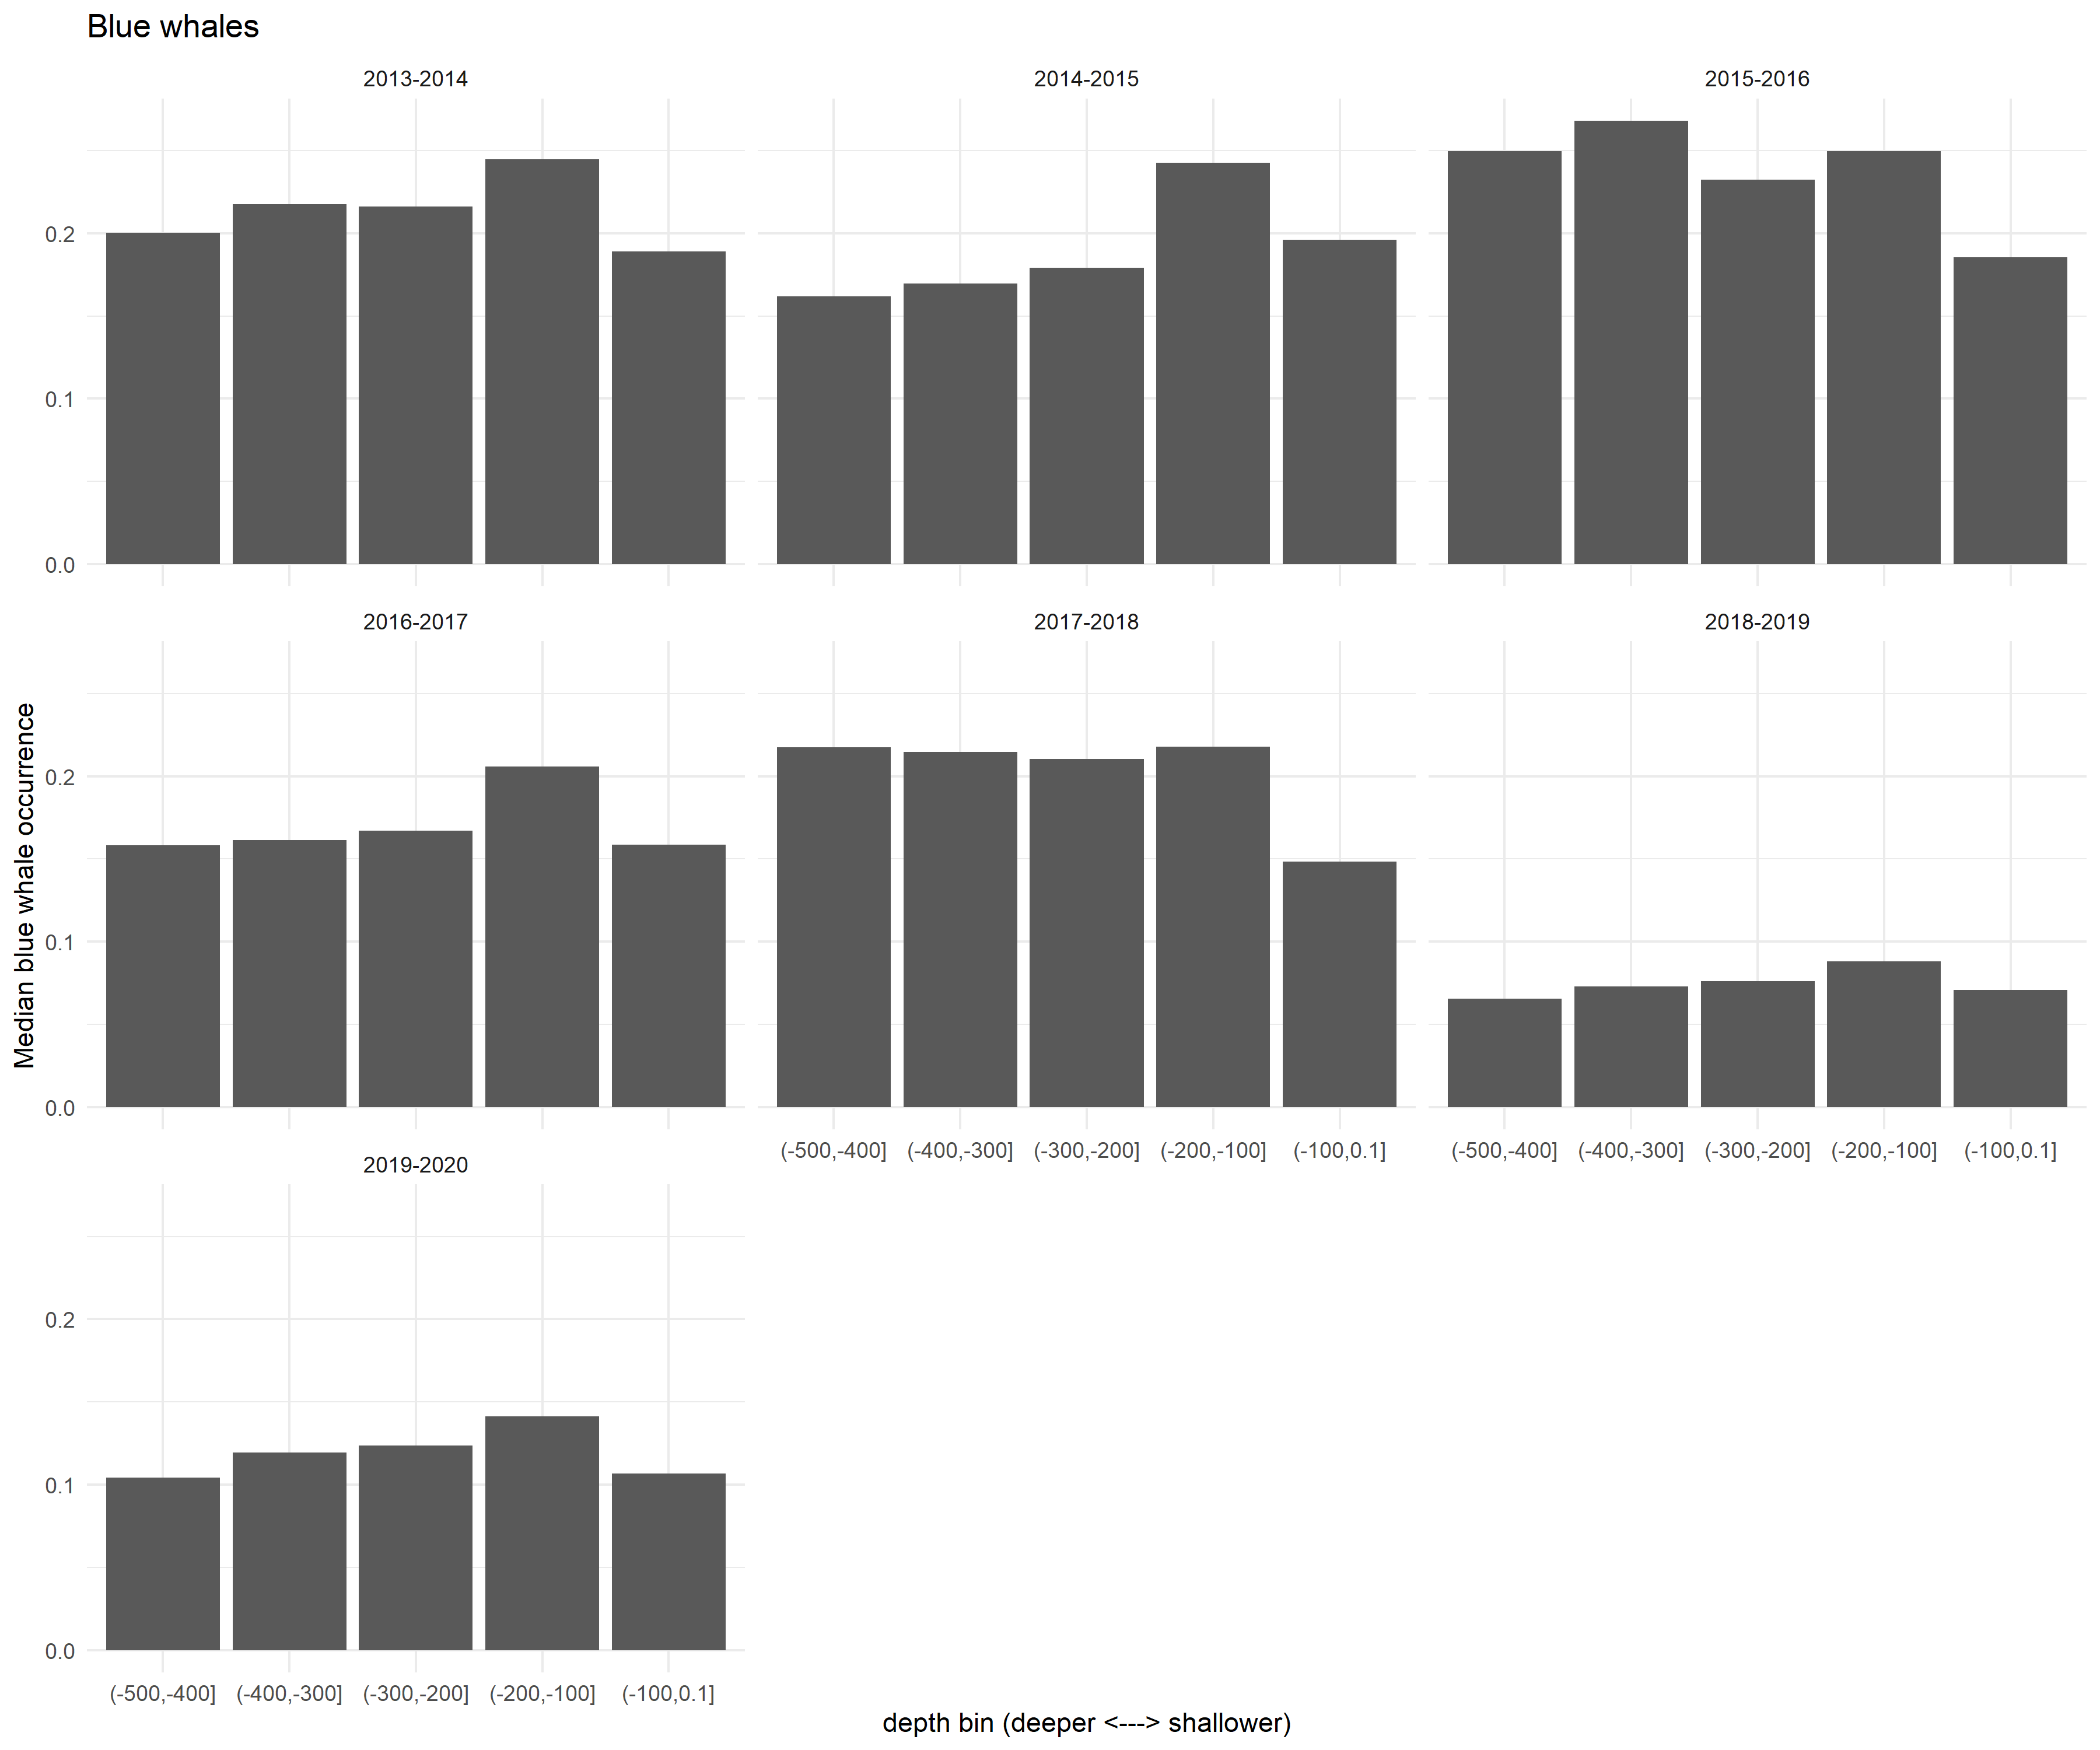 Blue whales
2013-2014 2014-2015 2015-2016
0.2
0.1
0.0
2016-2017 2017-2018 2018-2019
Median blue whale occurrence
0.2
0.1
0.0
(-500,-400] (-400,-300] (-300,-200] (-200,-100] (-100,0.1] (-500,-400] (-400,-300] (-300,-200] (-200,-100] (-100,0.1]
2019-2020
0.2
0.1
0.0
(-500,-400] (-400,-300] (-300,-200] (-200,-100] (-100,0.1]
depth bin (deeper <---> shallower)